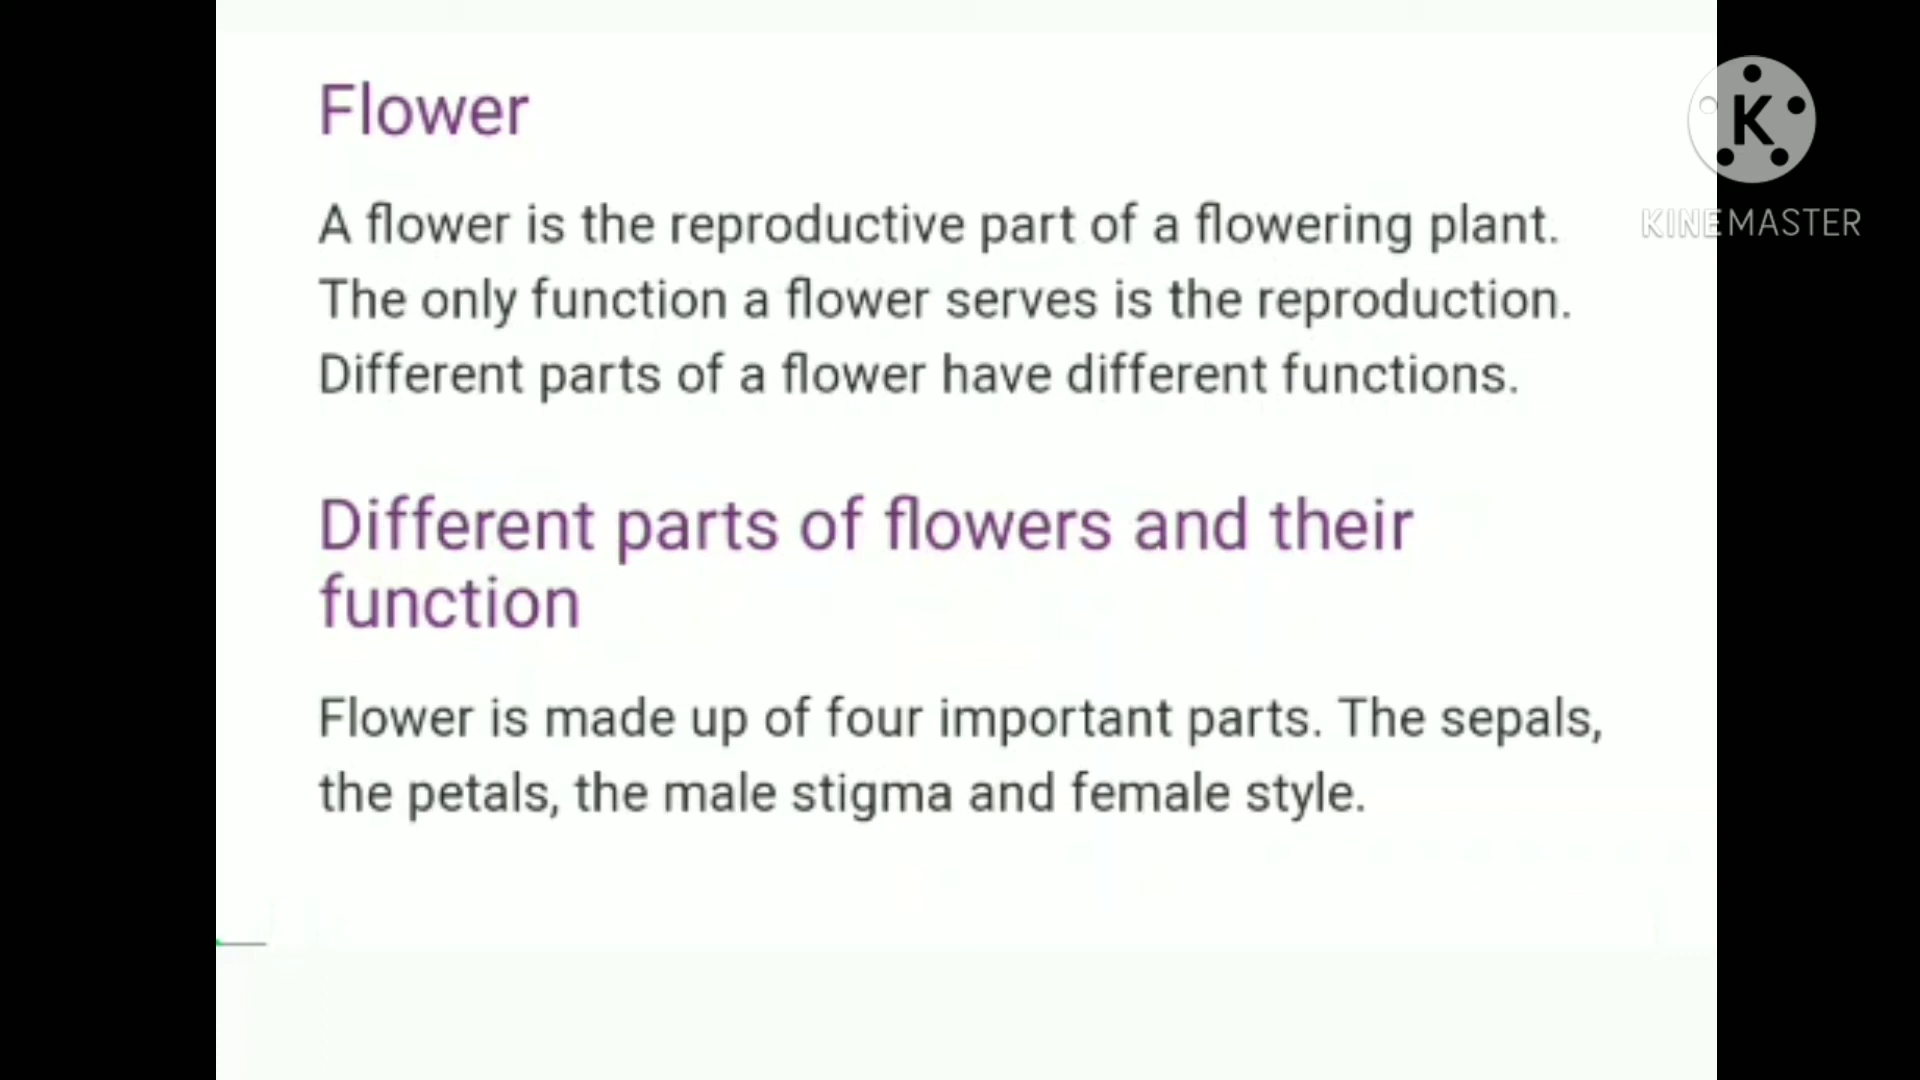 Flower
A flower is the reproductive part of a flowering plant.
The only function a flower serves is the reproduction.
Different parts of a flower have different functions.
Different parts of flowers and their
function
Flower is made up of four important parts. The sepals,
the petals, the male stigma and female style.
K
KINEMASTER